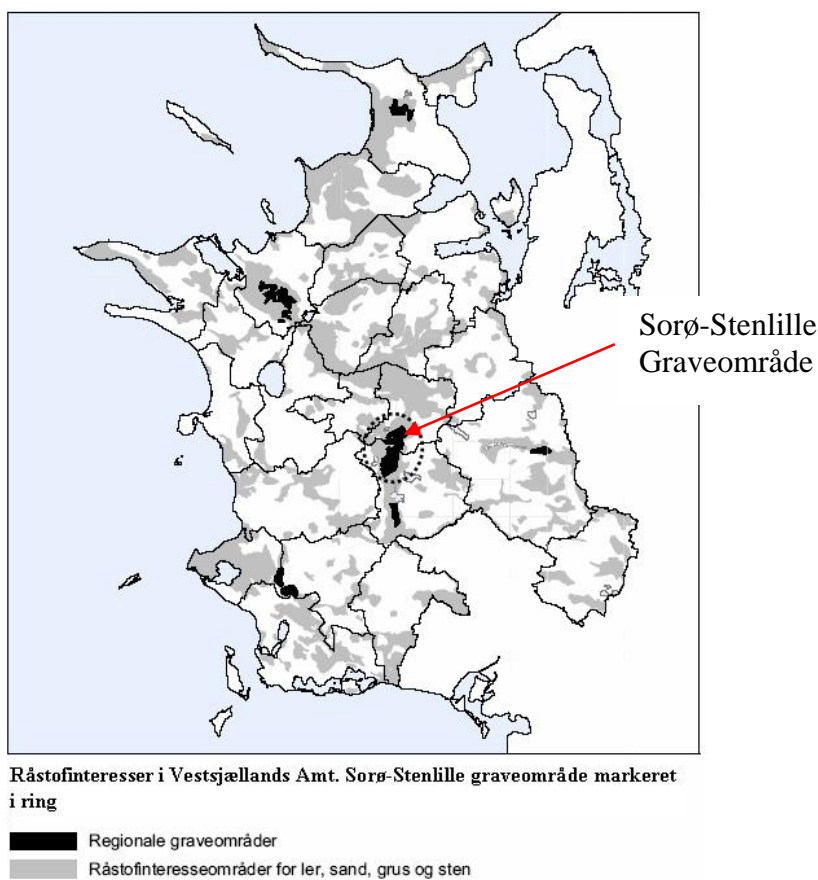 Sorø-Stenlille
Graveområde
Råstofinteresser i Vestsjællands Amt. Sorø-Stenlille graveområde markeret
i ring
Regionale graveområder
Råstofinteresseområder for ler, sand, grus og sten